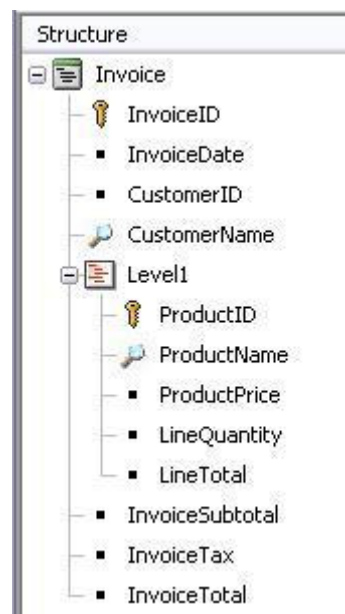 Structure
Invoice
InvoiceID
InvoiceDate
CustomerID
CustomerName
Level1
ProductID
ProductName
ProductPrice
LineQuantity
LineTotal
InvoiceSubtotal
InvoiceTax
InvoiceTotal